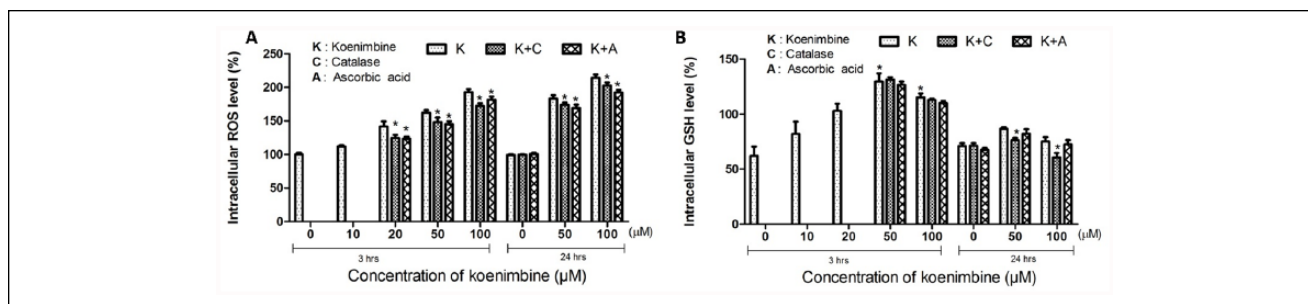 A
K : Koenimbine
C : Catalase
A : Ascorbic acid
K K+C K+A
Intracellular ROS level (%)
250
200
150
100
50
0
* * * * * * * * * *
0 10 20 50 100 0 50 100 (μM)
3 hrs 24 hrs
Concentration of koenimbine (μM)
B
K : Koenimbine
C : Catalase
A : Ascorbic acid
K K+C K+A
Intracellular GSH level (%)
150
100
50
0
* * * *
0 10 20 50 100 0 50 100 (μM)
3 hrs 24 hrs
Concentration of koenimbine (μM)